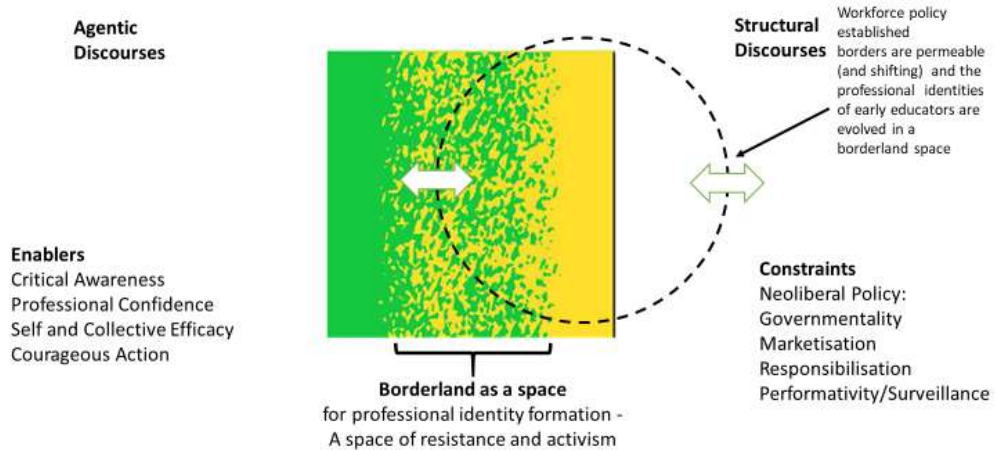 Agentic
Discourses
Structural
Discourses
Workforce policy
established
borders are permeable
(and shifting) and the
professional identities
of early educators are
evolved in a
borderland space
Enablers
Critical Awareness
Professional Confidence
Self and Collective Efficacy
Courageous Action
Constraints
Neoliberal Policy:
Governmentality
Marketisation
Responsibilisation
Performativity/Surveillance
Borderland as a space
for professional identity formation -
A space of resistance and activism